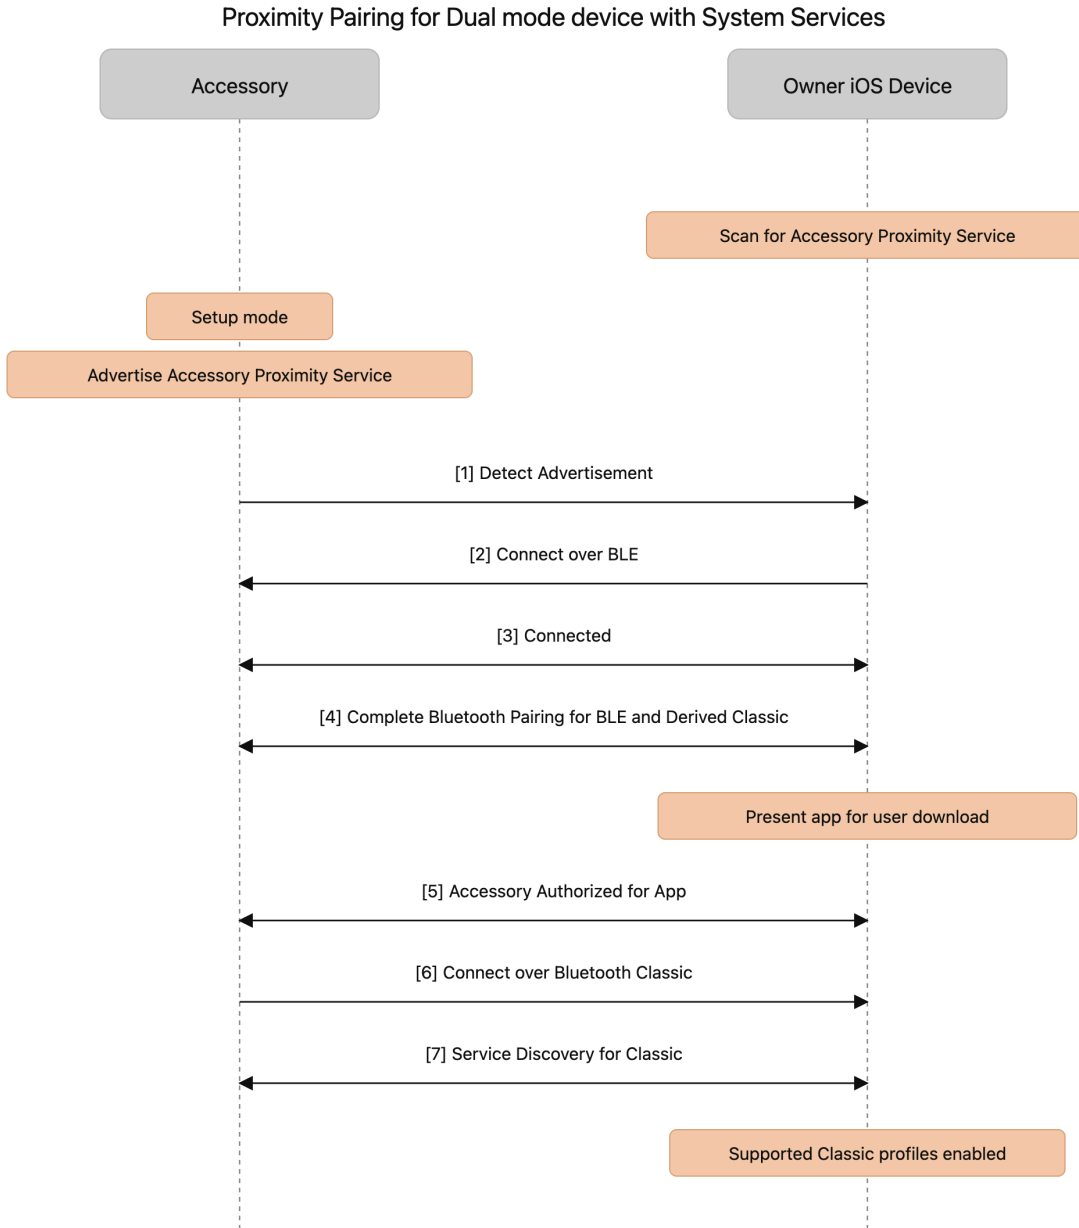 Proximity Pairing for Dual mode device with System Services
Accessory
Owner iOS Device
Scan for Accessory Proximity Service
Setup mode
Advertise Accessory Proximity Service
[1] Detect Advertisement
[2] Connect over BLE
[3] Connected
[4] Complete Bluetooth Pairing for BLE and Derived Classic
Present app for user download
[5] Accessory Authorized for App
[6] Connect over Bluetooth Classic
[7] Service Discovery for Classic
Supported Classic profiles enabled